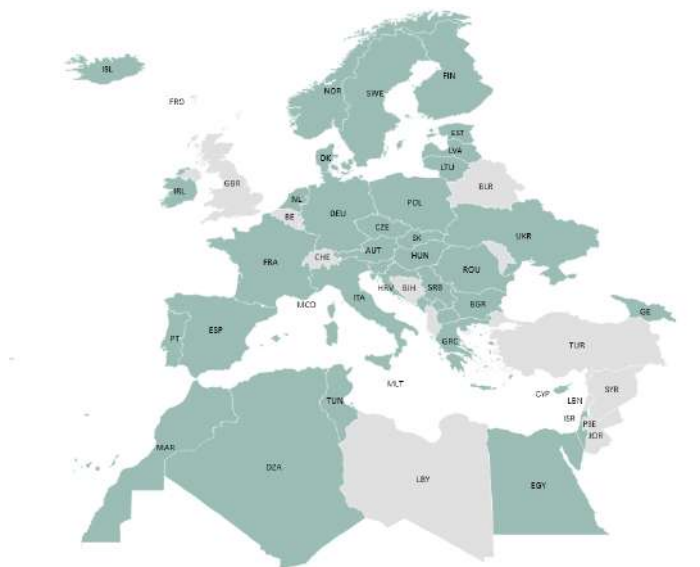 ISL
FIN
NOR
SWE
FRO
EST
LVA
DK
LTU
GBR
IRL
BLR
NL
DEU
POL
BE
CZE
UKR
SK
FRA
CHE
AUT
HUN
ROU
HRV
BIH
SRB
ITA
MCO
BGR
GE
PT
ESP
GRC
TUR
MLT
CYP
SYR
LBN
TUN
ISR
PSE
JOR
MAR
DZA
LBY
EGY